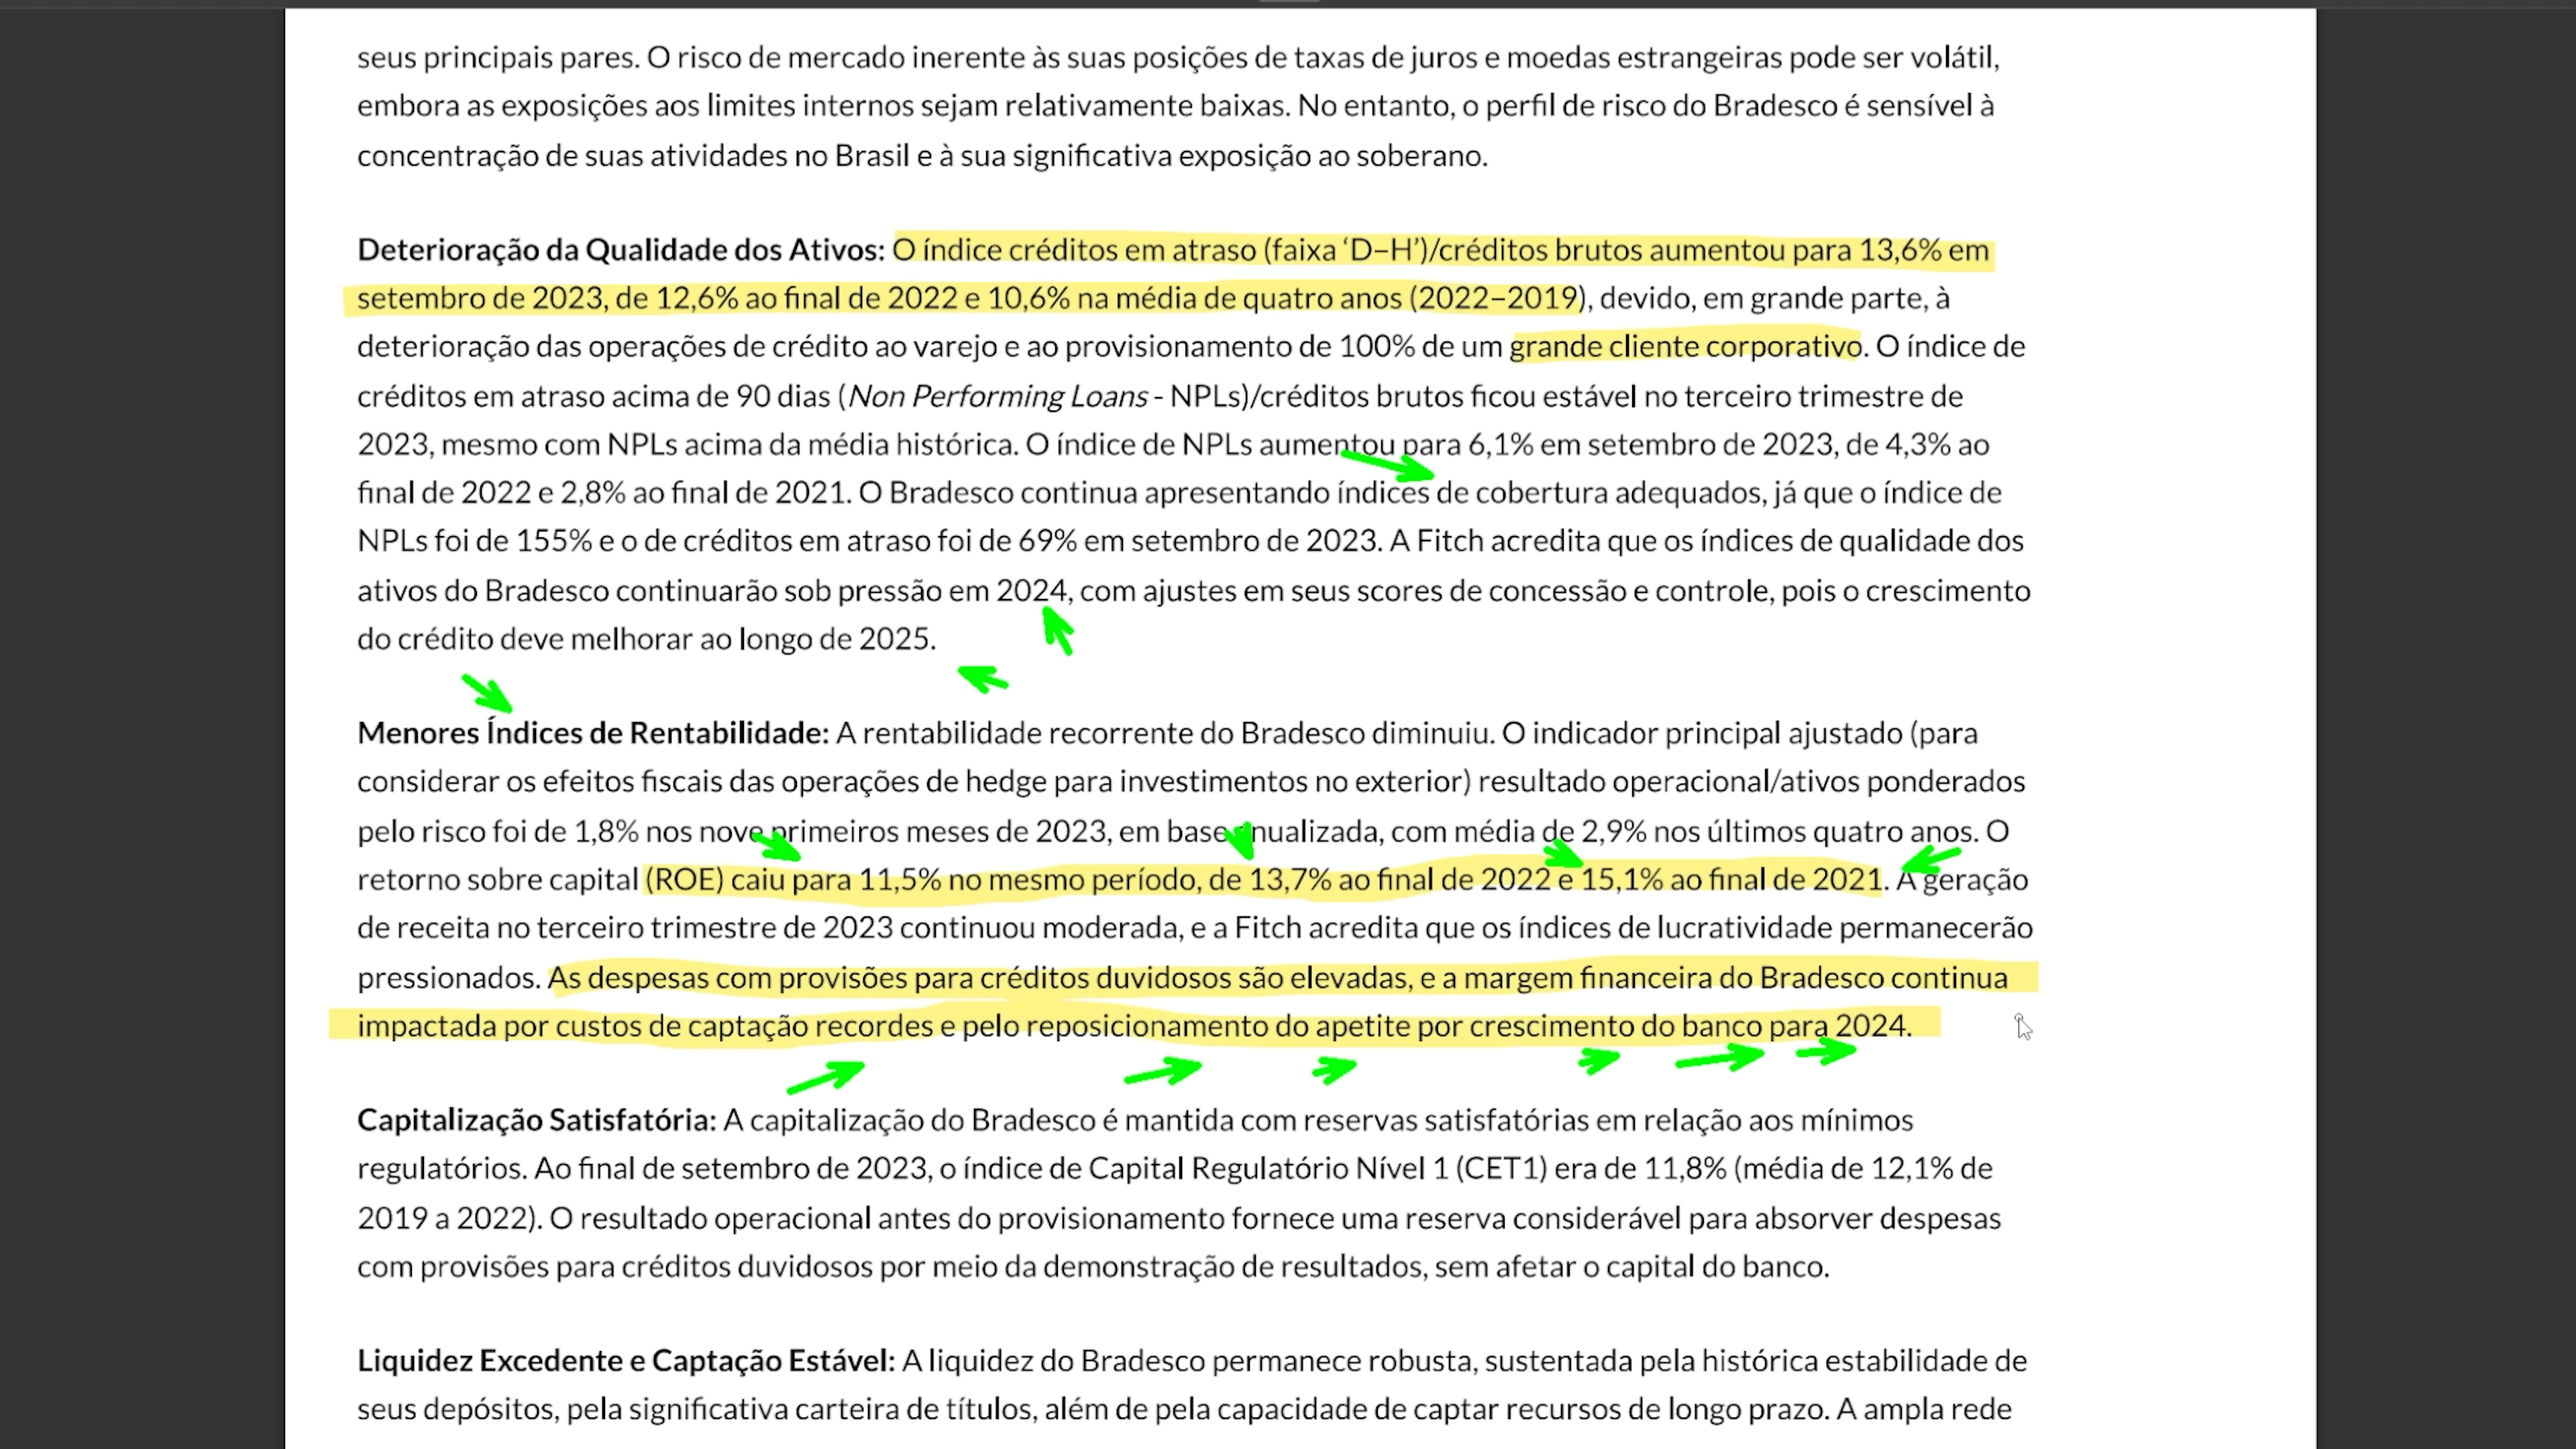 seus principais pares. O risco de mercado inerente às suas posições de taxas de juros e moedas estrangeiras pode ser volátil,
embora as exposições aos limites internos sejam relativamente baixas. No entanto, o perfil de risco do Bradesco é sensível à
concentração de suas atividades no Brasil e à sua significativa exposição ao soberano.
Deterioração da Qualidade dos Ativos: O índice créditos em atraso (faixa ‘D–H’)/créditos brutos aumentou para 13,6% em
setembro de 2023, de 12,6% ao final de 2022 e 10,6% na média de quatro anos (2022–2019), devido, em grande parte, à
deterioração das operações de crédito ao varejo e ao provisionamento de 100% de um grande cliente corporativo. O índice de
créditos em atraso acima de 90 dias (Non Performing Loans - NPLs)/créditos brutos ficou estável no terceiro trimestre de
2023, mesmo com NPLs acima da média histórica. O índice de NPLs aumentou para 6,1% em setembro de 2023, de 4,3% ao
final de 2022 e 2,8% ao final de 2021. O Bradesco continua apresentando índices de cobertura adequados, já que o índice de
NPLs foi de 155% e o de créditos em atraso foi de 69% em setembro de 2023. A Fitch acredita que os índices de qualidade dos
ativos do Bradesco continuarão sob pressão em 2024, com ajustes em seus scores de concessão e controle, pois o crescimento
do crédito deve melhorar ao longo de 2025.
Menores Índices de Rentabilidade: A rentabilidade recorrente do Bradesco diminuiu. O indicador principal ajustado (para
considerar os efeitos fiscais das operações de hedge para investimentos no exterior) resultado operacional/ativos ponderados
pelo risco foi de 1,8% nos nove primeiros meses de 2023, em base anualizada, com média de 2,9% nos últimos quatro anos. O
retorno sobre capital (ROE) caiu para 11,5% no mesmo período, de 13,7% ao final de 2022 e 15,1% ao final de 2021. A geração
de receita no terceiro trimestre de 2023 continuou moderada, e a Fitch acredita que os índices de lucratividade permanecerão
pressionados. As despesas com provisões para créditos duvidosos são elevadas, e a margem financeira do Bradesco continua
impactada por custos de captação recordes e pelo reposicionamento do apetite por crescimento do banco para 2024.
Capitalização Satisfatória: A capitalização do Bradesco é mantida com reservas satisfatórias em relação aos mínimos
regulatórios. Ao final de setembro de 2023, o índice de Capital Regulatório Nível 1 (CET1) era de 11,8% (média de 12,1% de
2019 a 2022). O resultado operacional antes do provisionamento fornece uma reserva considerável para absorver despesas
com provisões para créditos duvidosos por meio da demonstração de resultados, sem afetar o capital do banco.
Liquidez Excedente e Captação Estável: A liquidez do Bradesco permanece robusta, sustentada pela histórica estabilidade de
seus depósitos, pela significativa carteira de títulos, além de pela capacidade de captar recursos de longo prazo. A ampla rede